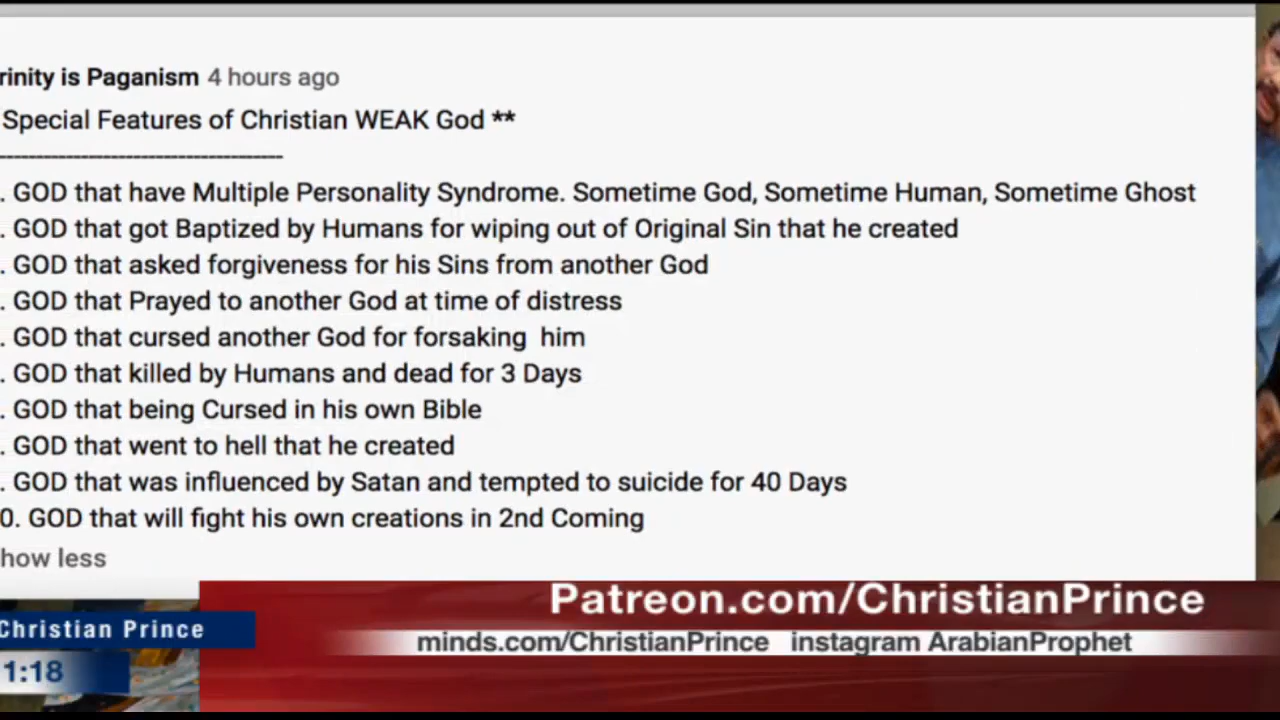 rinity is Paganism 4 hours ago
Special Features of Christian WEAK God **
-------------------------------------
. GOD that have Multiple Personality Syndrome. Sometime God, Sometime Human, Sometime Ghost
. GOD that got Baptized by Humans for wiping out of Original Sin that he created
. GOD that asked forgiveness for his Sins from another God
. GOD that Prayed to another God at time of distress
. GOD that cursed another God for forsaking  him
. GOD that killed by Humans and dead for 3 Days
. GOD that being Cursed in his own Bible
. GOD that went to hell that he created
. GOD that was influenced by Satan and tempted to suicide for 40 Days
0. GOD that will fight his own creations in 2nd Coming
how less
Patreon.com/ChristianPrince
Christian Prince
minds.com/ChristianPrince instagram ArabianProphet
1:18